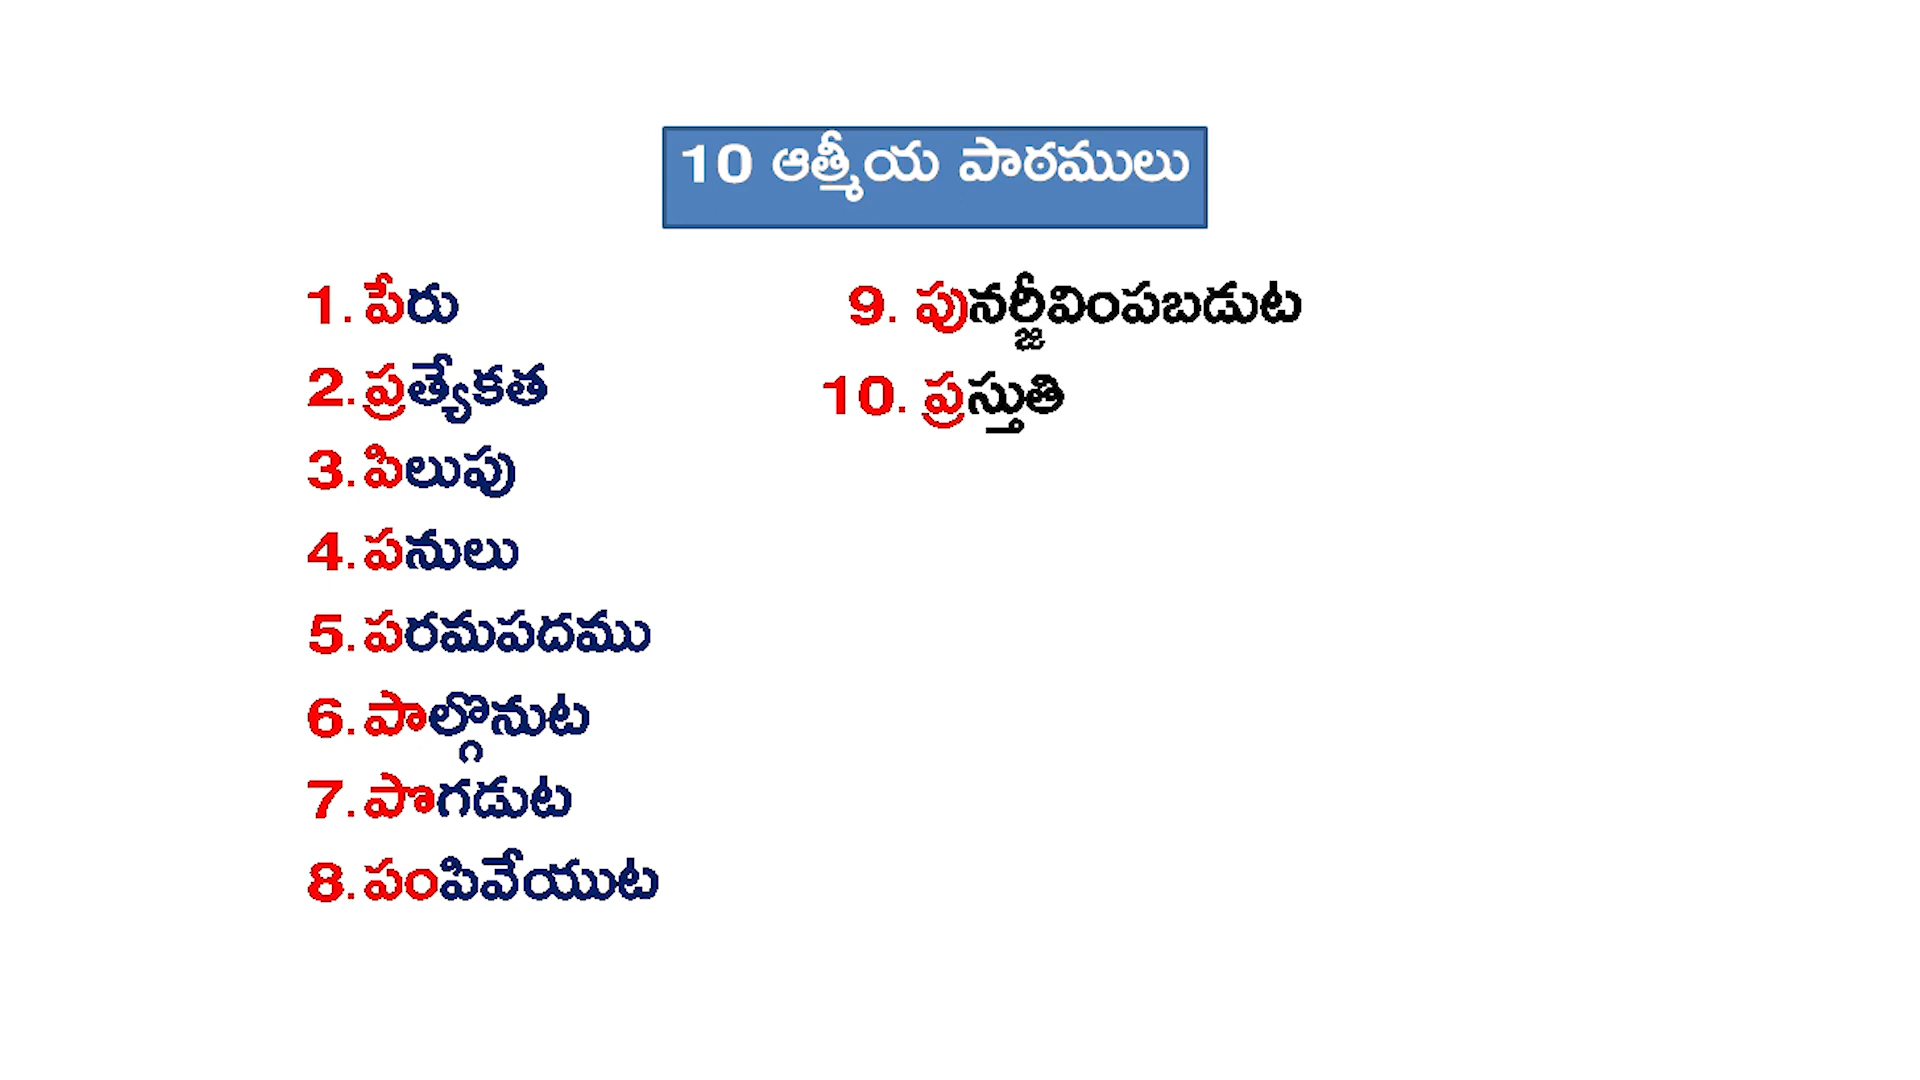 10 ఆత్మీయ పాఠములు
1. పేరు
2. ప్రత్యేకత
3. పిలుపు
4. పనులు
5. పరమపదము
6. పాల్గొనుట
7. పొగడుట
8. పంపివేయుట
9. పునర్జీవింపబడుట
10. ప్రస్తుతి